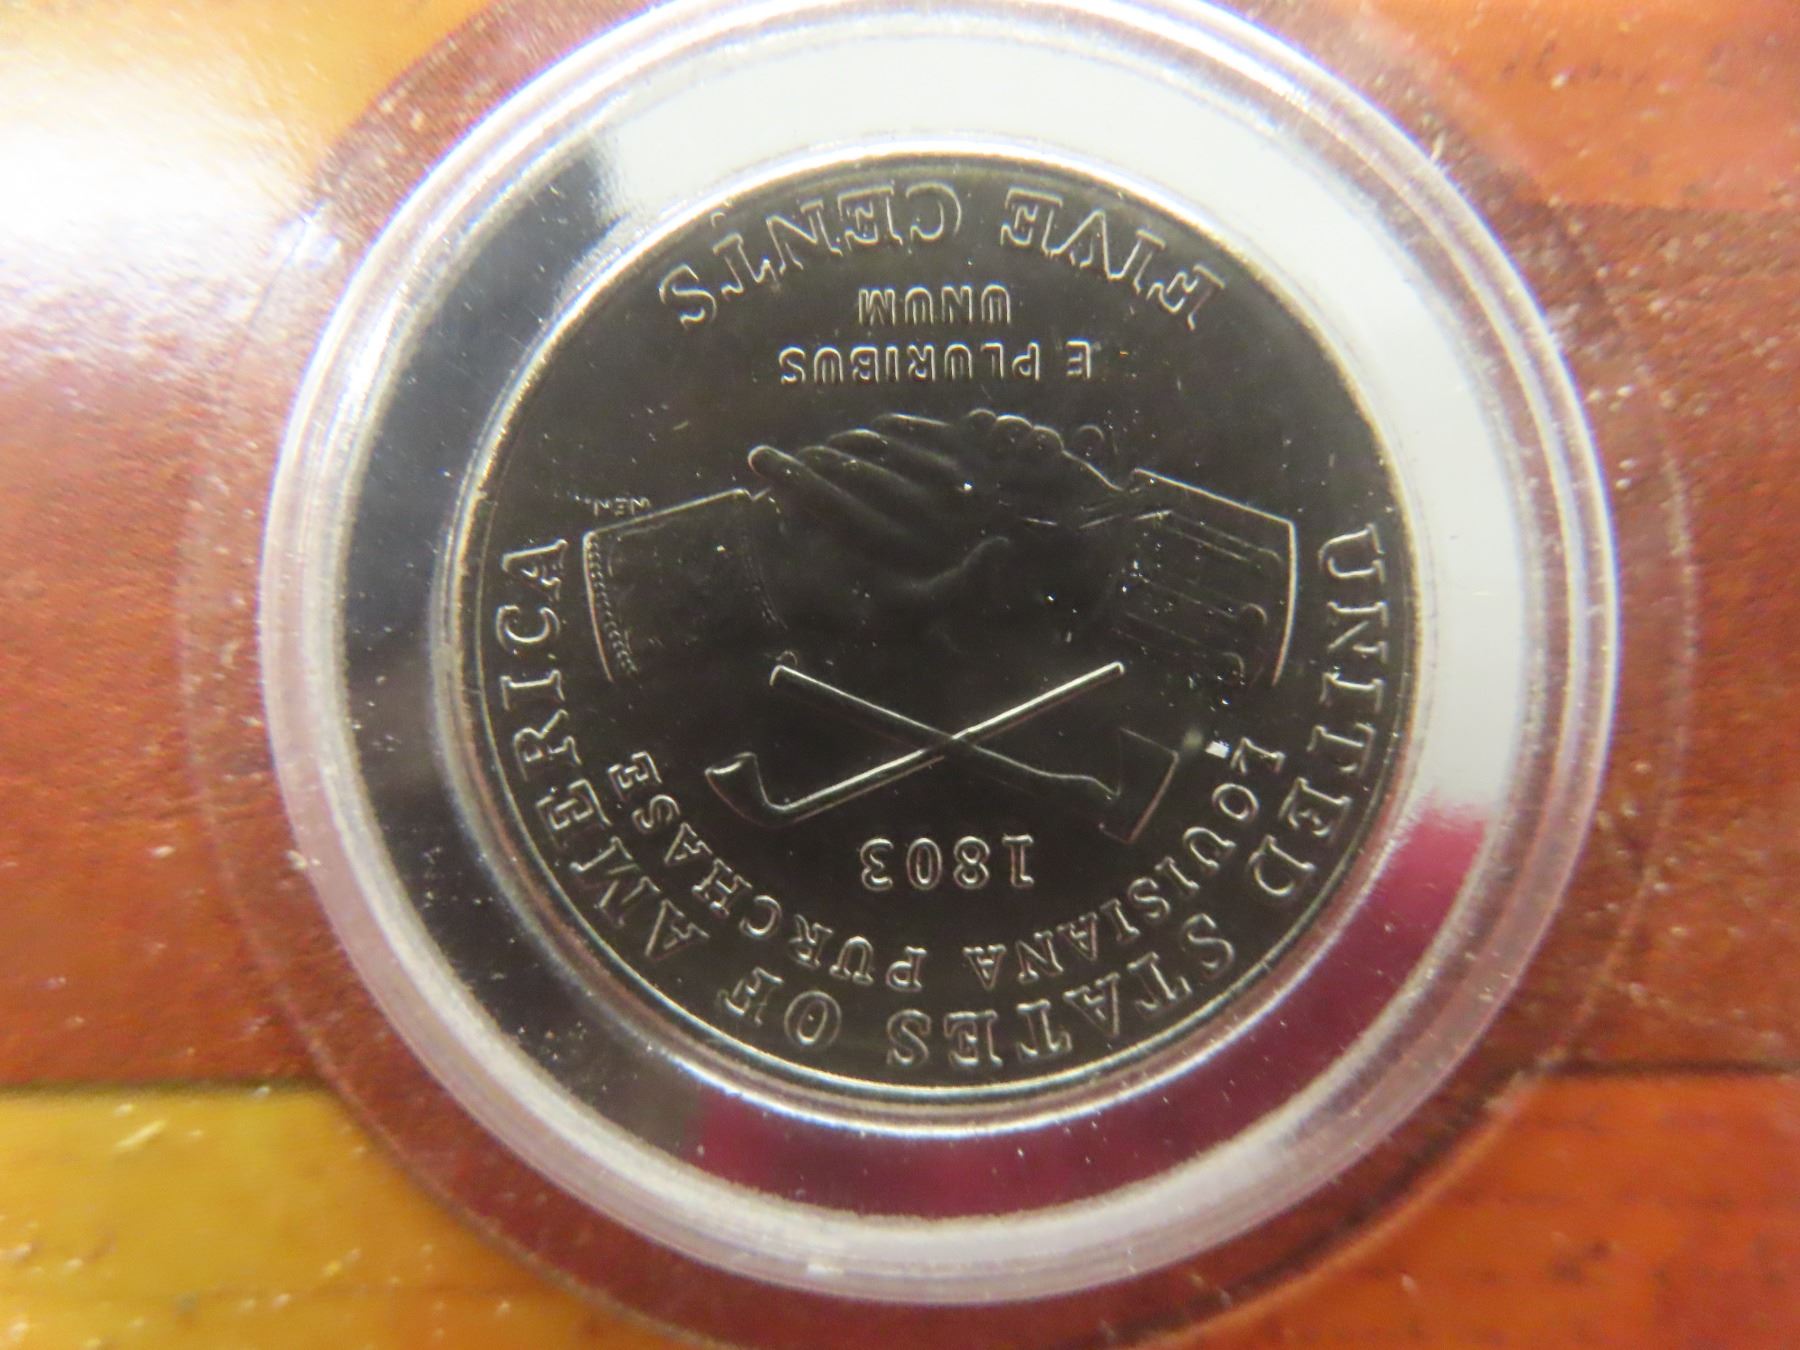 UNITED STATES OF AMERICA
LOUISIANA PURCHASE
1803
E PLURIBUS
UNUM
FIVE CENTS